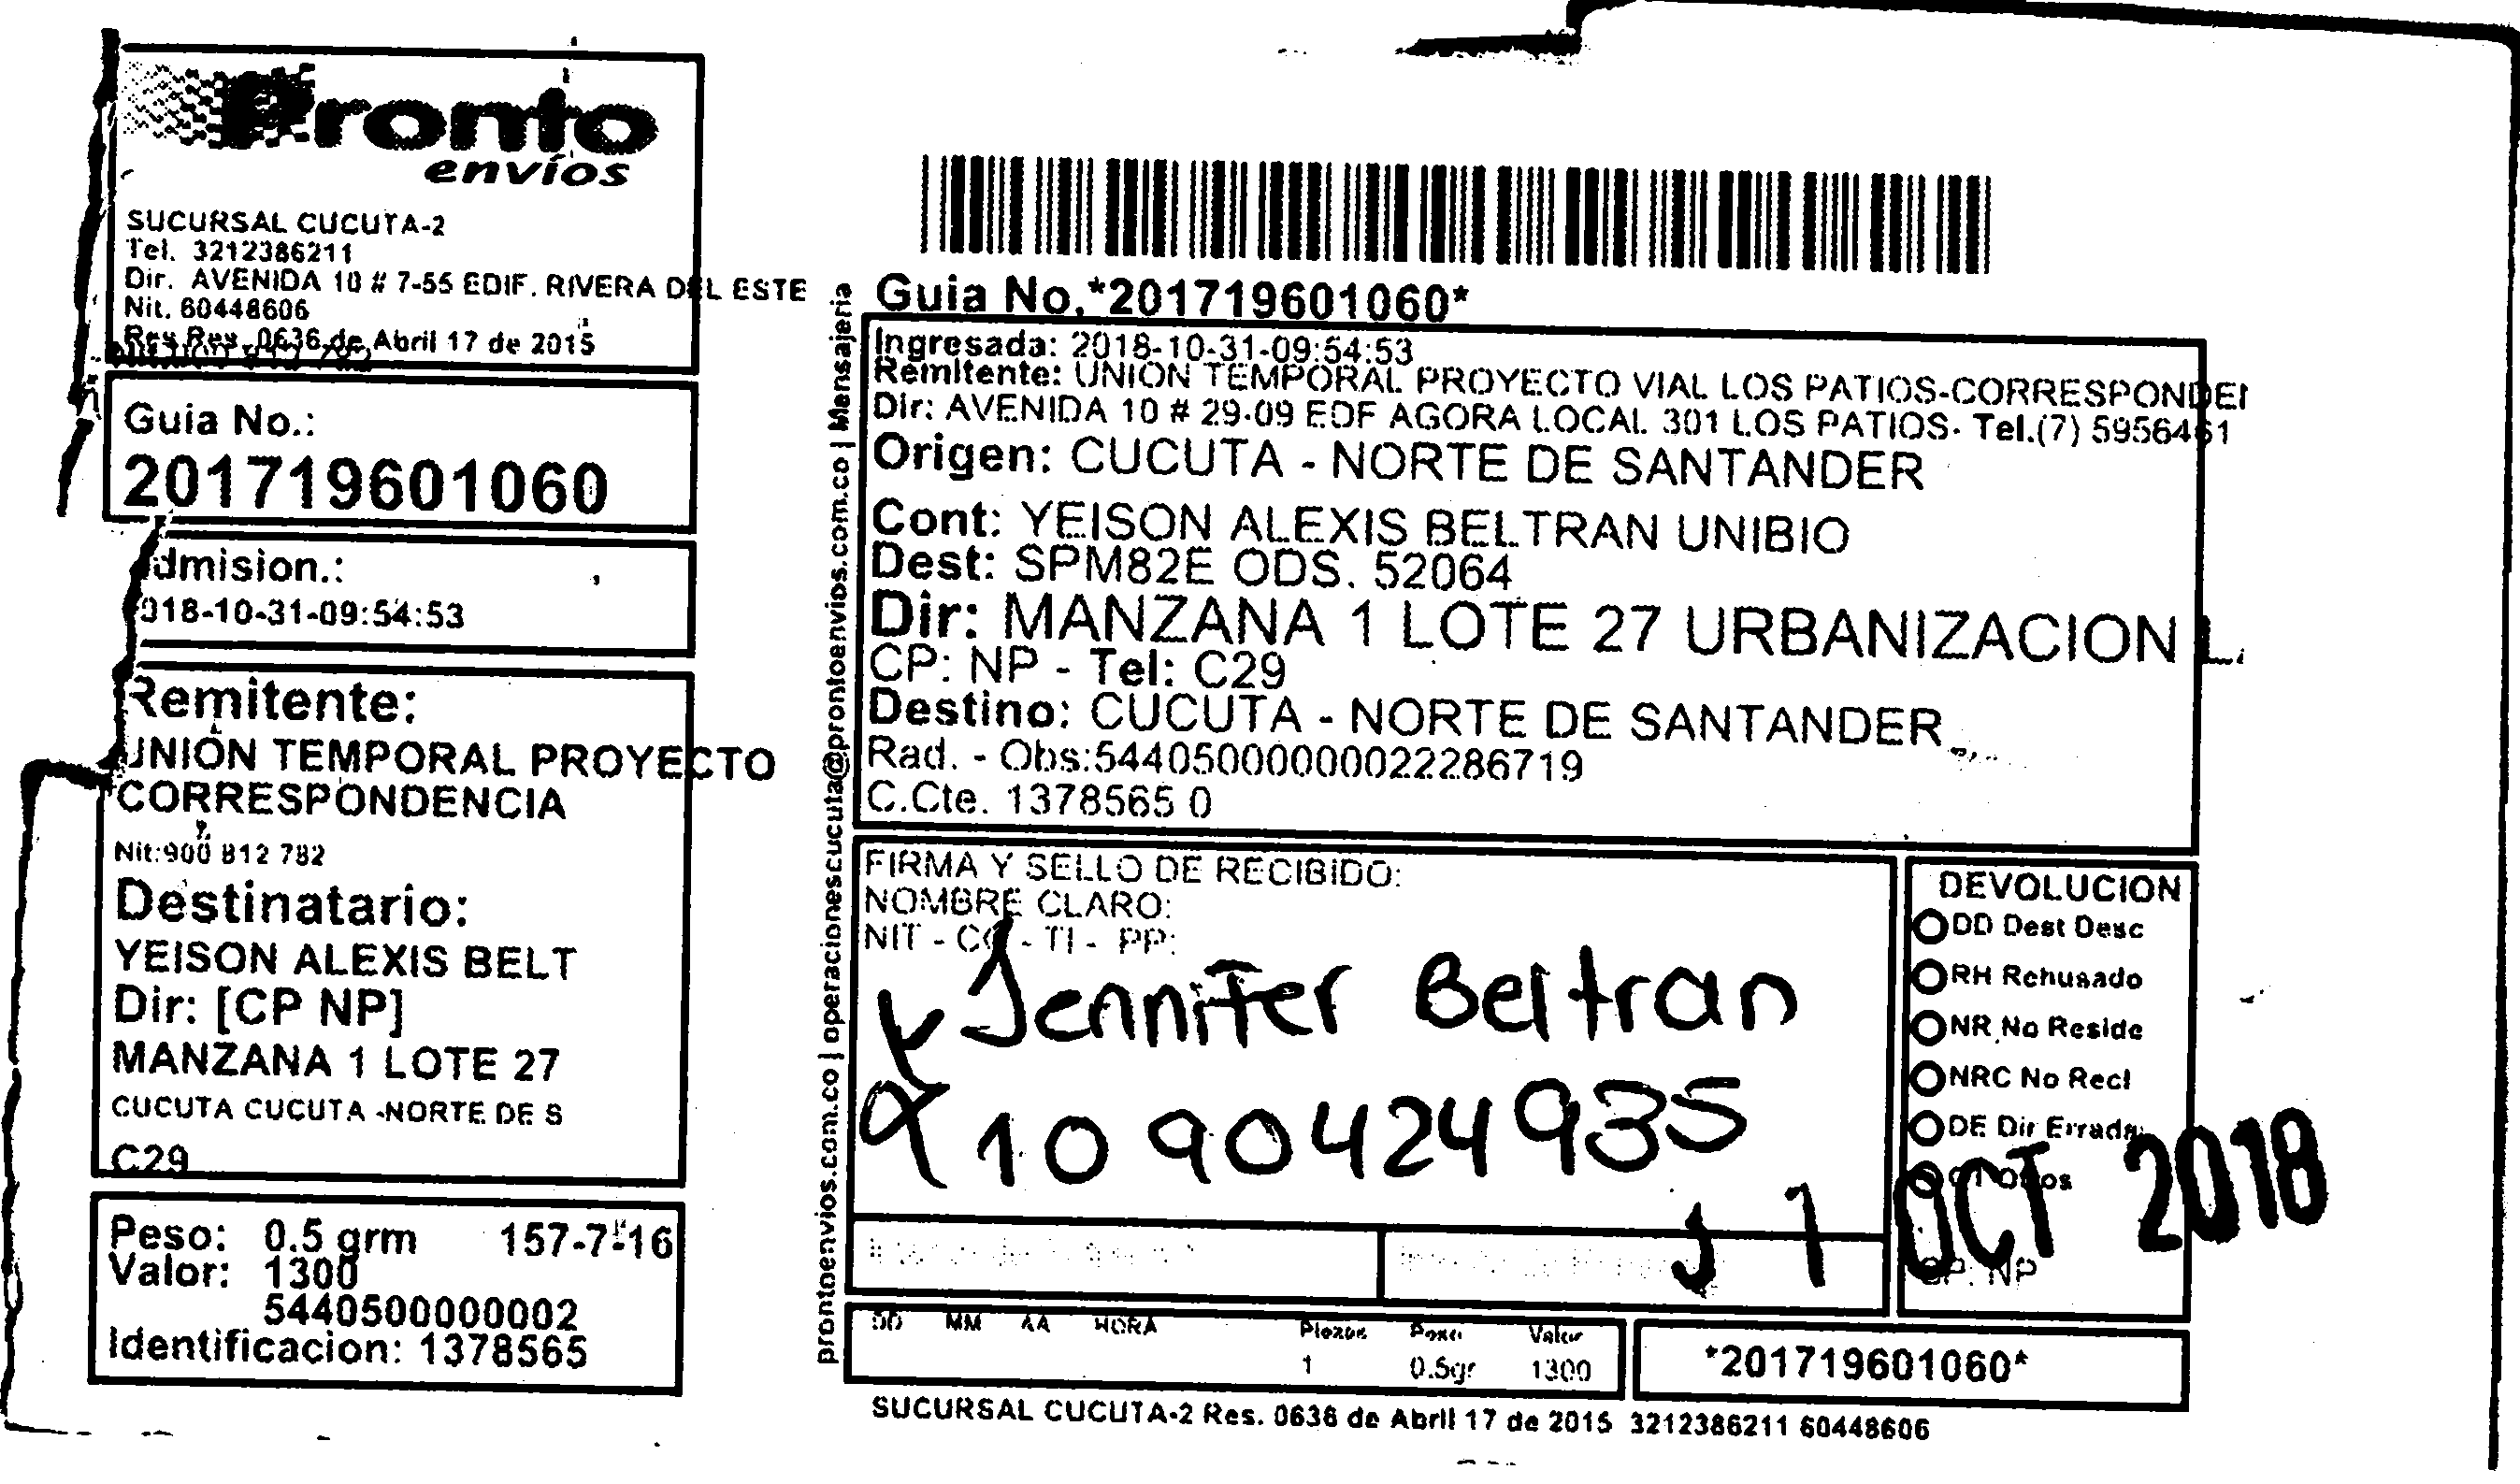 Pronto
envíos
SUCURSAL CUCUTA-2
Tel. 3212386211
Dir. AVENIDA 10 # 7-55 EDIF. RIVERA DEL ESTE
Nit. 60448606
Res Res. 0636 de Abril 17 de 2015
Guia No.:
201719601060
dmision.:
018-10-31-09:54:53
Remitente:
UNION TEMPORAL PROYECTO
CORRESPONDENCIA
Nit:900 812 782
Destinatario:
YEISON ALEXIS BELT
Dir: [CP NP]
MANZANA 1 LOTE 27
CUCUTA CUCUTA -NORTE DE S
C29
Peso: 0.5 grm 157-7-16
Valor: 1300
5440500000002
Identificacion: 1378565
prontoenvios.com.co | operacionescucuta@prontoenvios.com.co | Mensajeria
Guia No.*201719601060*
Ingresada: 2018-10-31-09:54:53
Remitente: UNION TEMPORAL PROYECTO VIAL LOS PATIOS-CORRESPONDE
Dir: AVENIDA 10 # 29-09 EDF AGORA LOCAL 301 LOS PATIOS- Tel.(7) 5956461
Origen: CUCUTA - NORTE DE SANTANDER
Cont: YEISON ALEXIS BELTRAN UNIBIO
Dest: SPM82E ODS. 52064
Dir: MANZANA 1 LOTE 27 URBANIZACION L
CP: NP - Tel: C29
Destino: CUCUTA - NORTE DE SANTANDER
Rad. - Obs:544050000000022286719
C.Cte. 1378565 0
FIRMA Y SELLO DE RECIBIDO:
NOMBRE CLARO:
NIT - CC - TI - PP:
Jennifer Beltran
1090424935
DEVOLUCION
DD Dest Desc
RH Rehusado
NR No Reside
NRC No Recl
DE Dir Errada
OT Otros
OCT 2018
CP: NP
DD MM AA HORA Piezas Peso Valor
1 0.5gr 1300
*201719601060*
SUCURSAL CUCUTA-2 Res. 0636 de Abril 17 de 2015 3212386211 60448606